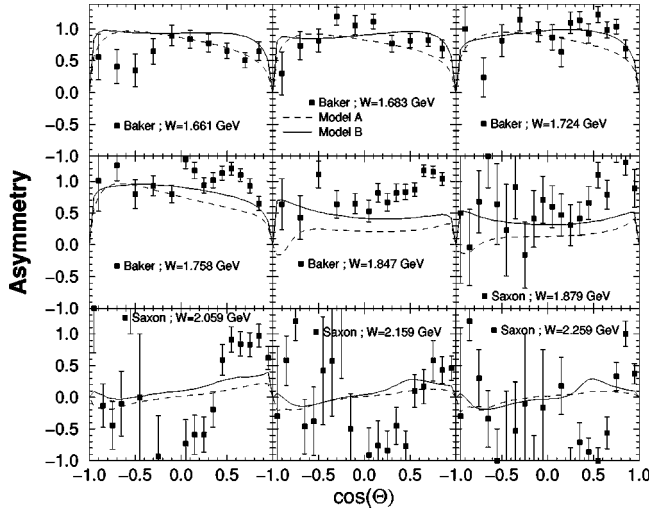 1.0
0.5
0.0
−0.5
Baker ; W=1.661 GeV
Baker ; W=1.683 GeV
Model A
Model B
Baker ; W=1.724 GeV
−1.0
1.0
0.5
0.0
−0.5
Baker ; W=1.758 GeV
Baker ; W=1.847 GeV
Saxon ; W=1.879 GeV
−1.0
1.0
0.5
0.0
−0.5
−1.0
Saxon ; W=2.059 GeV
Saxon ; W=2.159 GeV
Saxon ; W=2.259 GeV
−1.0 −0.5 0.0 0.5 −1.0 −0.5 0.0 0.5 −1.0 −0.5 0.0 0.5 1.0
cos(Θ)
Asymmetry